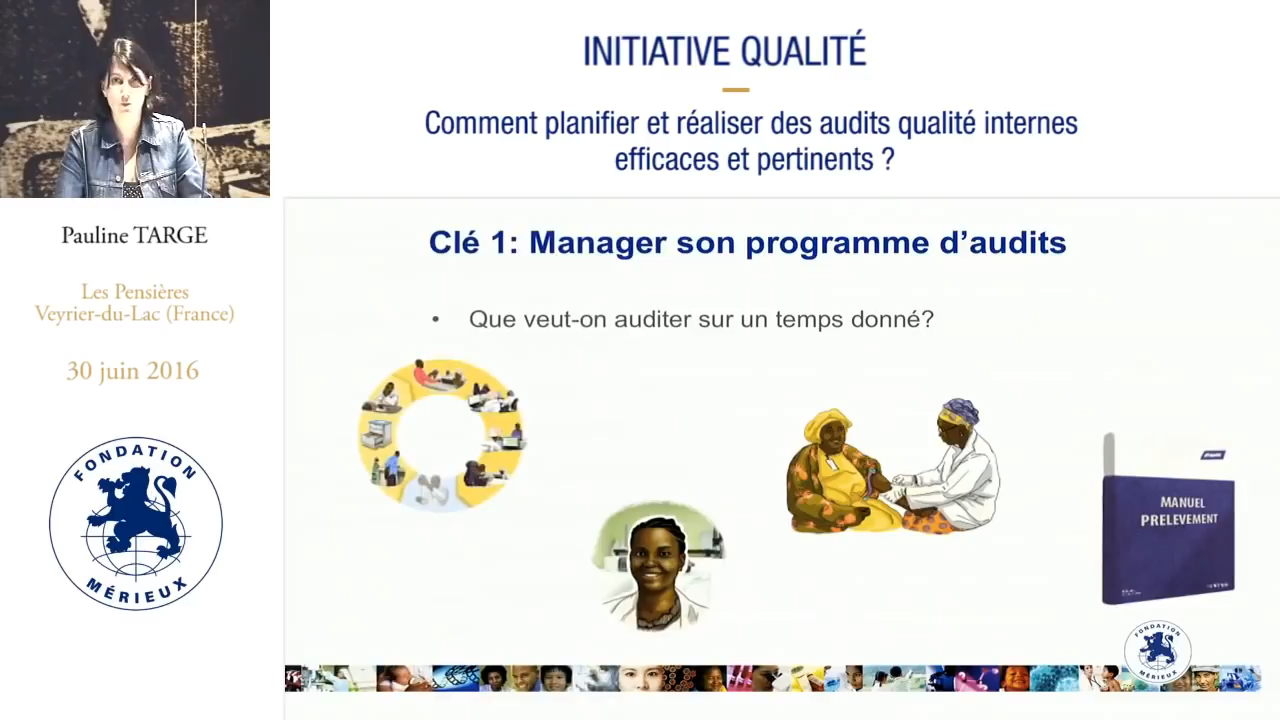 INITIATIVE QUALITÉ
Comment planifier et réaliser des audits qualité internes
efficaces et pertinents ?
Pauline TARGE
Les Pensières
Veyrier-du-Lac (France)
30 juin 2016
FONDATION
MÉRIEUX
Clé 1: Manager son programme d’audits
• Que veut-on auditer sur un temps donné?
MANUEL
PRELEVEMENT
FONDATION
MÉRIEUX